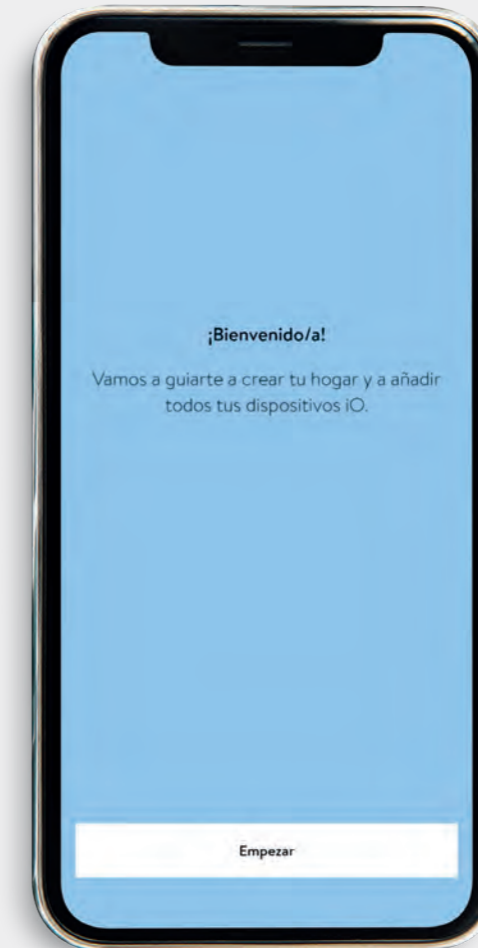 ¡Bienvenido/a!
Vamos a guiarte a crear tu hogar y a añadir
todos tus dispositivos iO.
Empezar